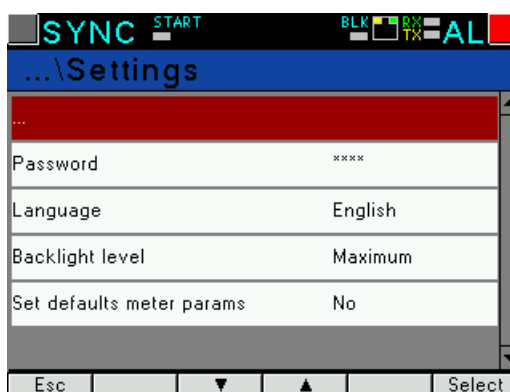 SYNC START BLK RX TX AL
...\Settings
...
Password ****
Language English
Backlight level Maximum
Set defaults meter params No
Esc ▼ ▲ Select